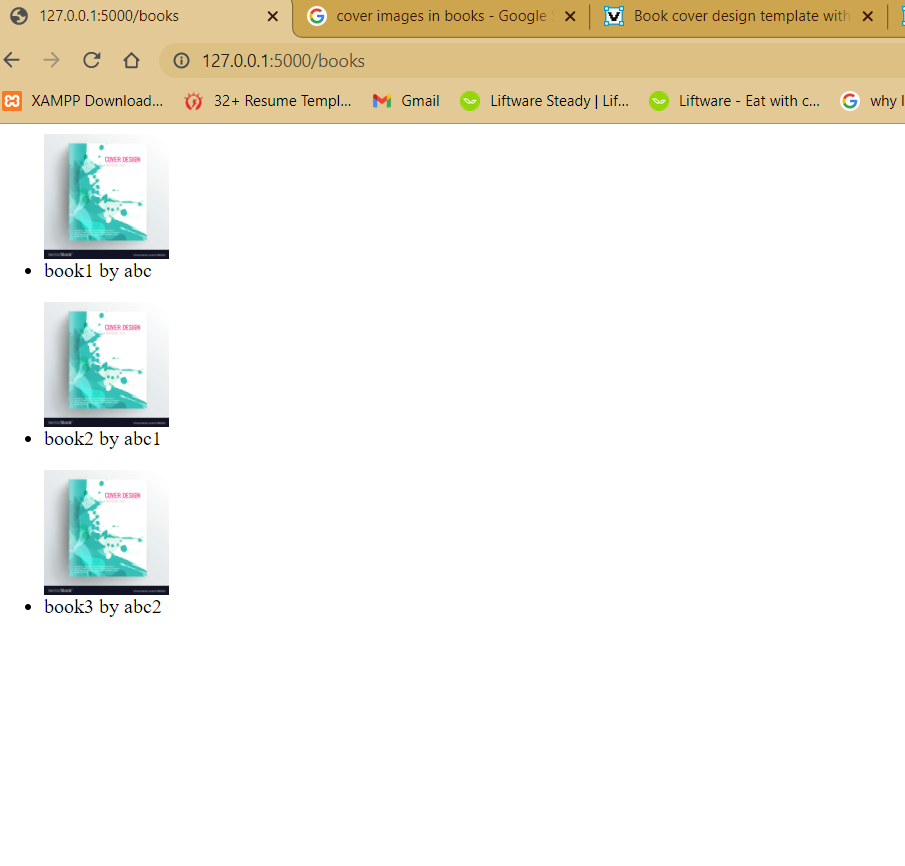 127.0.0.1:5000/books
cover images in books - Google
Book cover design template with
127.0.0.1:5000/books
XAMPP Download... 32+ Resume Templ... Gmail Liftware Steady | Lif... Liftware - Eat with c... why I
COVER DESIGN
book1 by abc
COVER DESIGN
book2 by abc1
COVER DESIGN
book3 by abc2